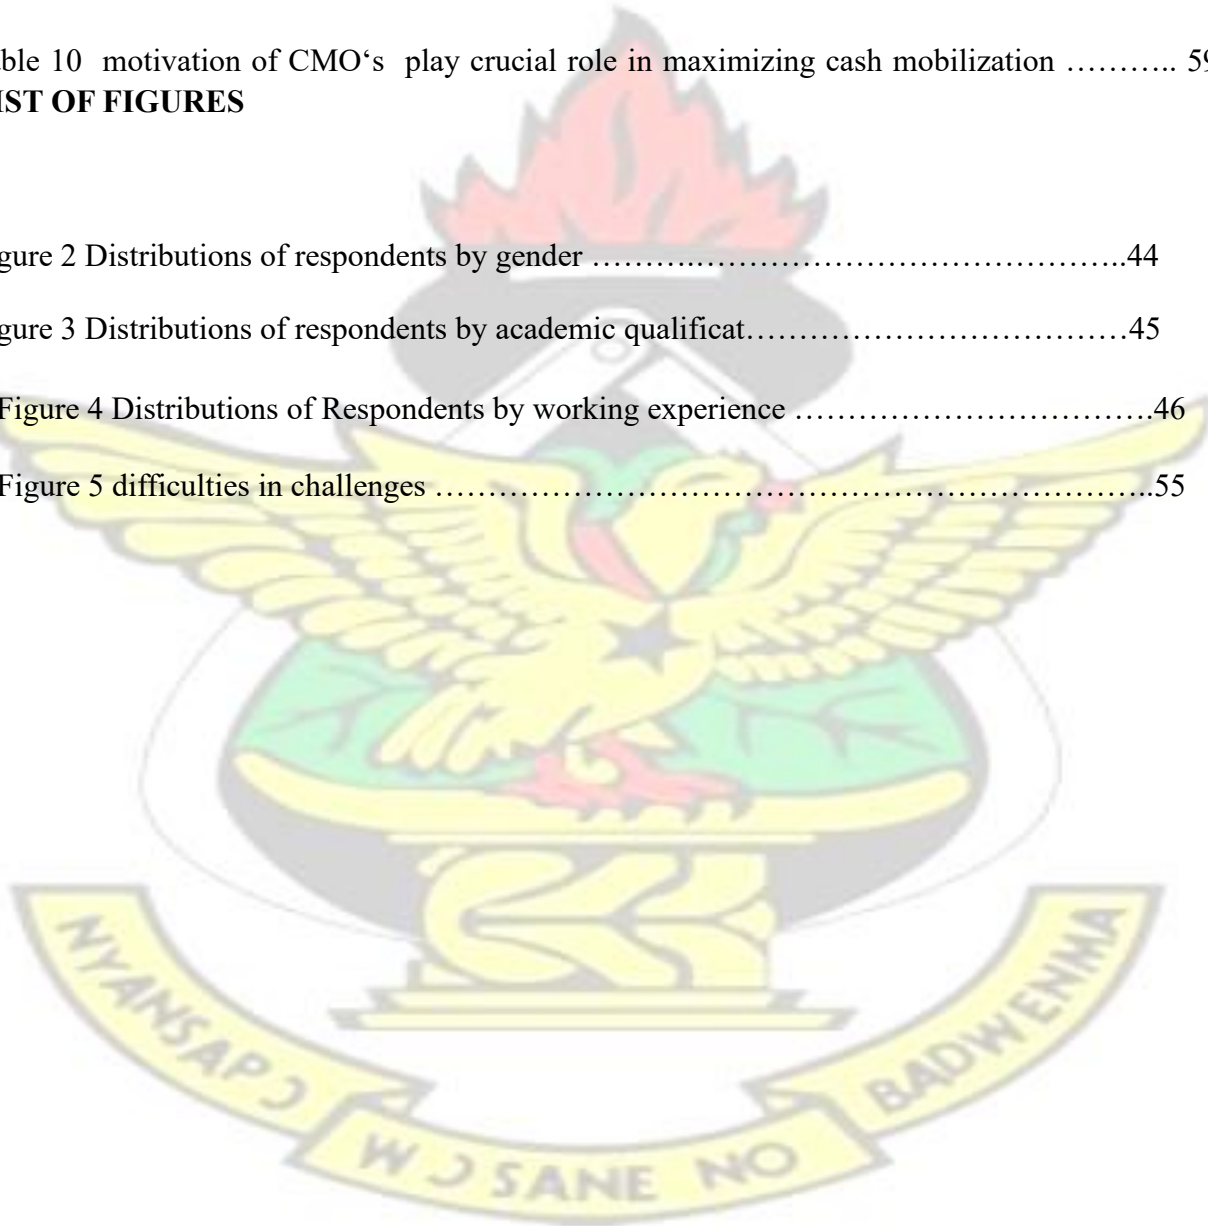 ble 10 motivation of CMO‘s play crucial role in maximizing cash mobilization ……….. 59
IST OF FIGURES
gure 2 Distributions of respondents by gender ………..………………………………………..44
gure 3 Distributions of respondents by academic qualificat………………………………45
Figure 4 Distributions of Respondents by working experience …………………………….46
Figure 5 difficulties in challenges ……………………………………………………………..55
NYANSAPƆ
WƆSANE NO
BADWENMA